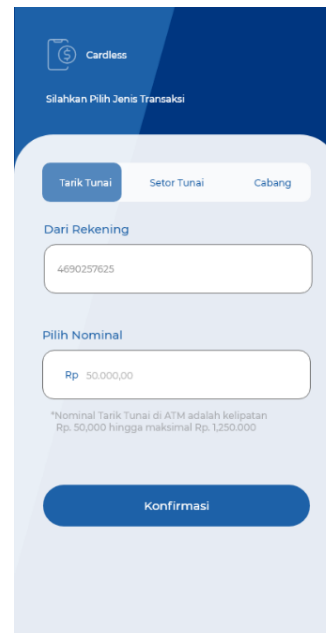 Cardless
Silahkan Pilih Jenis Transaksi
Tarik Tunai Setor Tunai Cabang
Dari Rekening
4690257625
Pilih Nominal
Rp 50.000,00
*Nominal Tarik Tunai di ATM adalah kelipatan
Rp. 50,000 hingga maksimal Rp. 1,250.000
Konfirmasi